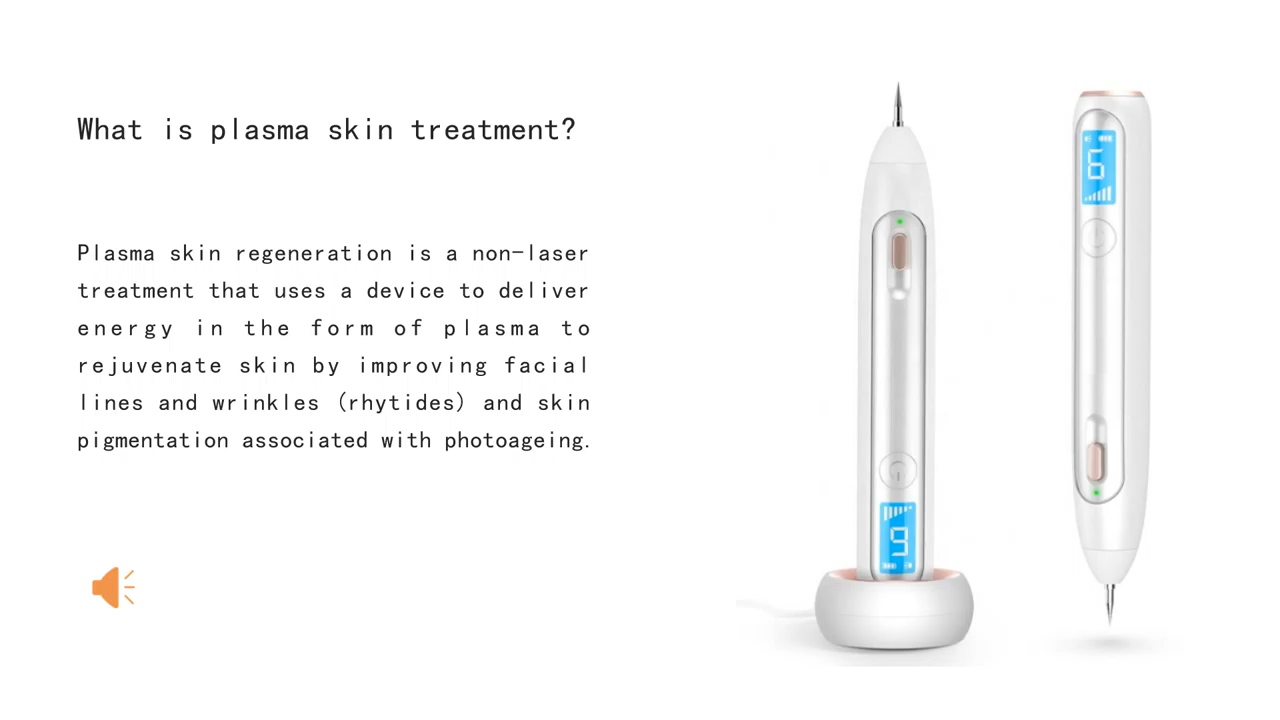 What is plasma skin treatment?
Plasma skin regeneration is a non-laser
treatment that uses a device to deliver
energy in the form of plasma to
rejuvenate skin by improving facial
lines and wrinkles (rhytides) and skin
pigmentation associated with photoageing.
6
6